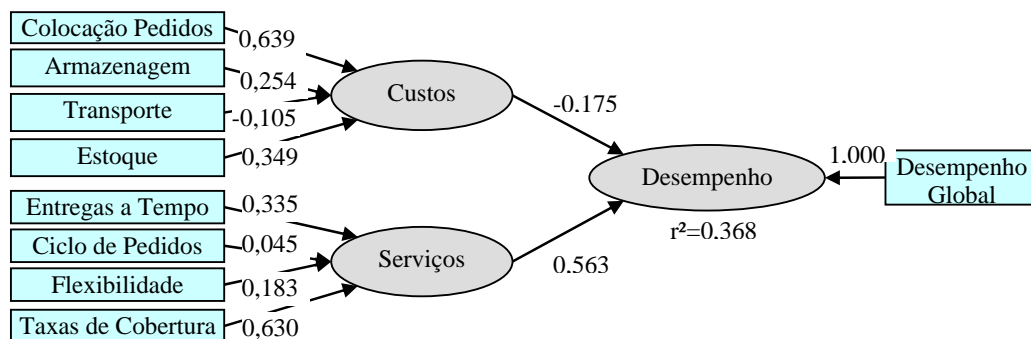 Colocação Pedidos
0,639
Armazenagem
0,254
Transporte
-0,105
Estoque
0,349
Custos
-0.175
Entregas a Tempo
0,335
Ciclo de Pedidos
0,045
Flexibilidade
0,183
Taxas de Cobertura
0,630
Serviços
0.563
Desempenho
r²=0.368
1.000
Desempenho
Global